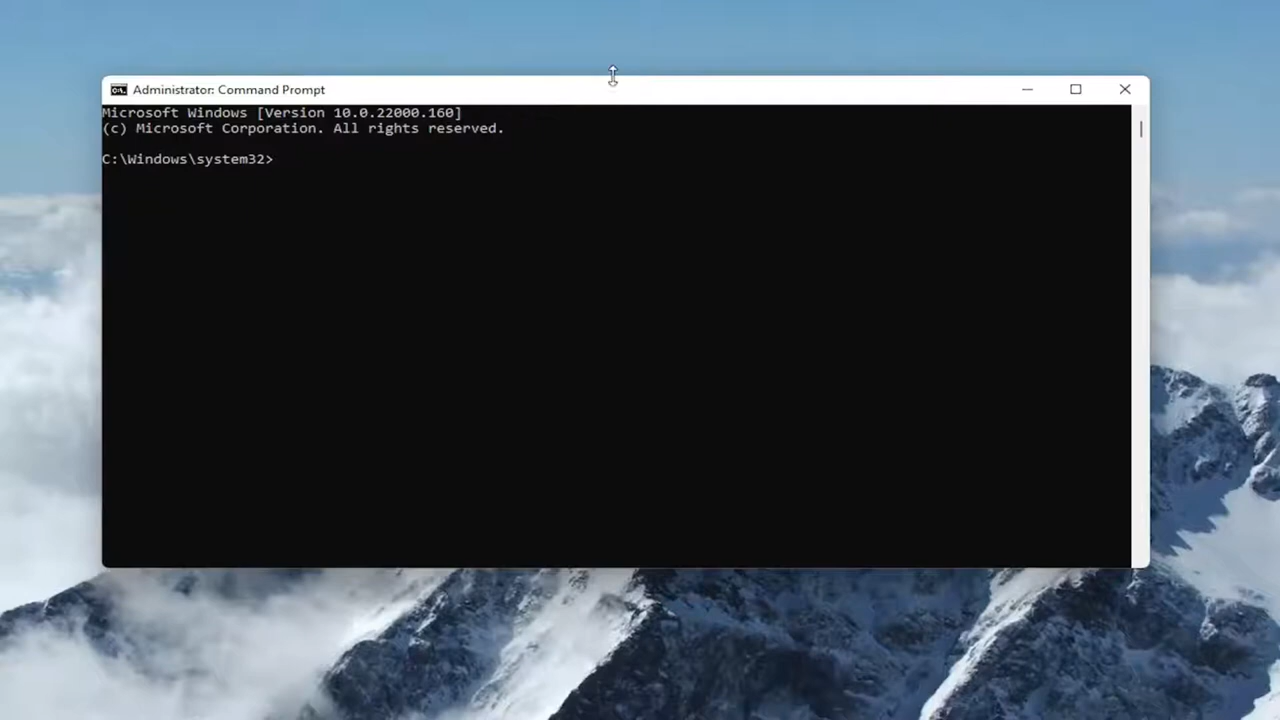 Administrator: Command Prompt
Microsoft Windows [Version 10.0.22000.160]
(c) Microsoft Corporation. All rights reserved.
C:\Windows\system32>